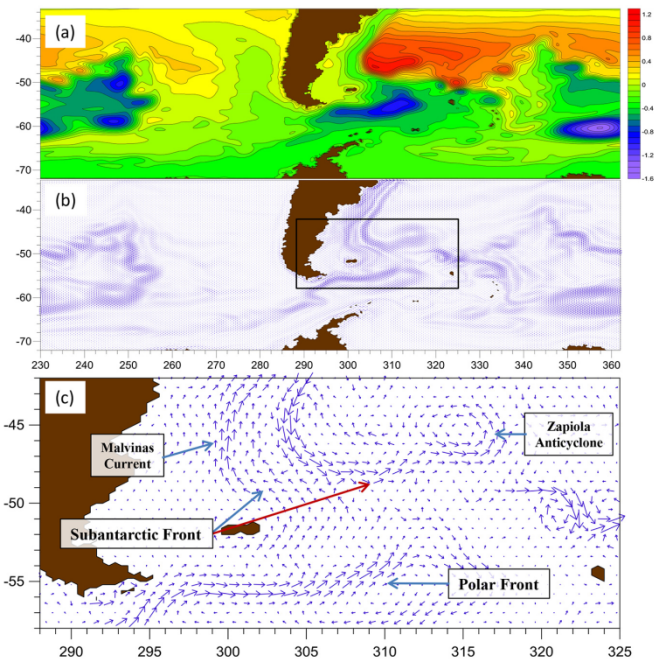 (a)
-40
-50
-60
-70
1.2
0.8
0.4
0
-0.4
-0.8
-1.2
-1.6
(b)
-40
-50
-60
-70
230 240 250 260 270 280 290 300 310 320 330 340 350 360
(c)
-45
-50
-55
Malvinas
Current
Zapiola
Anticyclone
Subantarctic Front
Polar Front
290 295 300 305 310 315 320 325